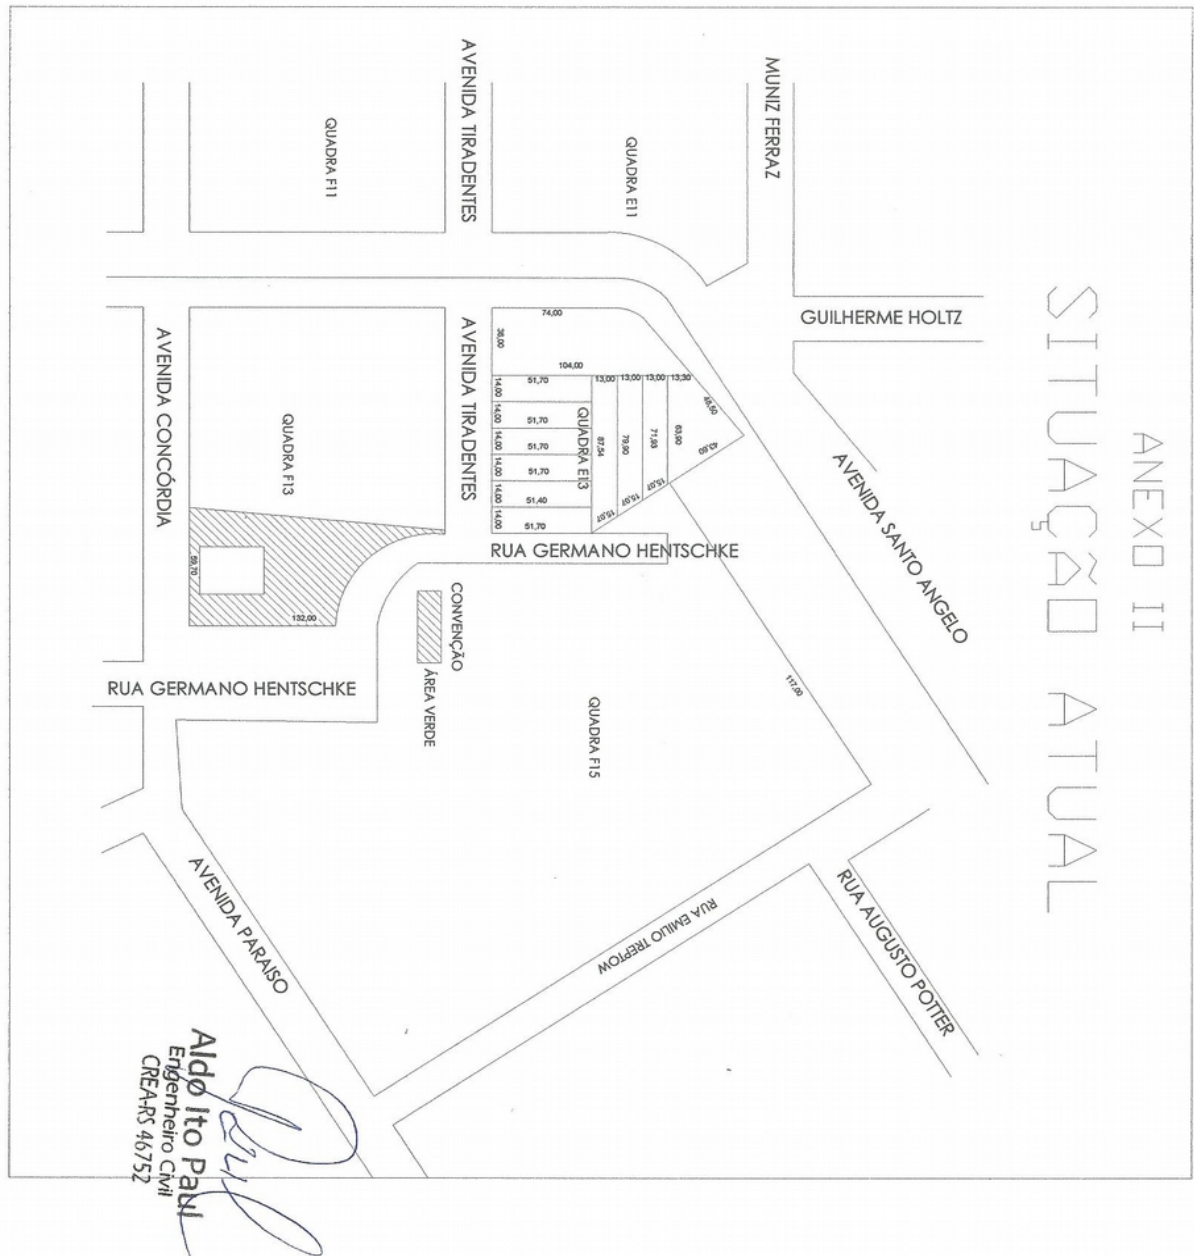 ANEXO II
SITUAÇÃO ATUAL
MUNIZ FERRAZ
AVENIDA TIRADENTES
QUADRA F11
QUADRA E11
GUILHERME HOLTZ
AVENIDA CONCÓRDIA
AVENIDA TIRADENTES
74,00
36,00
104,00
13,00
13,00
13,00
13,30
46,50
43,60
14,00
51,70
14,00
51,70
14,00
51,70
14,00
51,70
14,00
51,40
14,00
51,70
QUADRA E13
87,54
79,90
71,93
63,90
15,07
15,07
15,07
QUADRA F13
AVENIDA SANTO ANGELO
RUA GERMANO HENTSCHKE
59,70
132,00
CONVENÇÃO
ÁREA VERDE
RUA GERMANO HENTSCHKE
117,00
QUADRA F15
AVENIDA PARAISO
RUA EMILIO TREPTOW
RUA AUGUSTO POTTER
Aldo Ito Paul
Engenheiro Civil
CREA-RS 46752